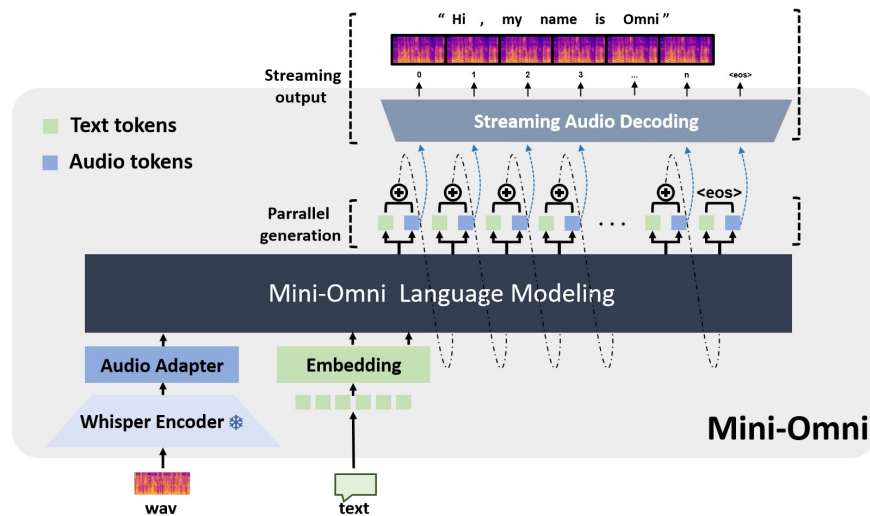 “ Hi , my name is Omni ”
0 1 2 3 ... n <eos>
Streaming
output
Streaming Audio Decoding
Text tokens
Audio tokens
<eos>
Parrallel
generation
. . .
Mini-Omni Language Modeling
Audio Adapter
Embedding
Whisper Encoder
Mini-Omni
wav
text